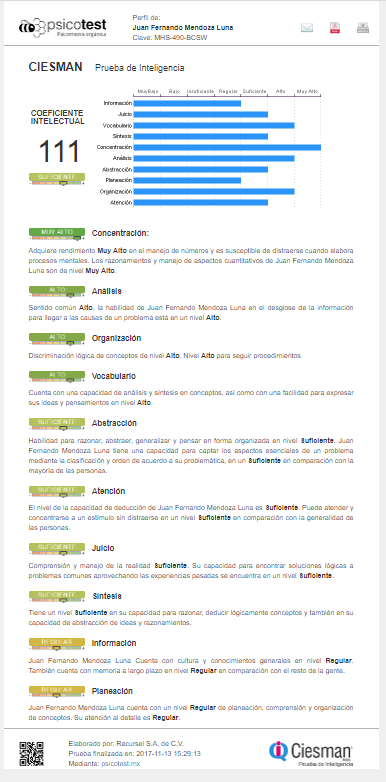 psicotest
Psicometría orgánica
Perfil de:
Juan Fernando Mendoza Luna
Clave: MHS-490-BCSW
CIESMAN Prueba de Inteligencia
MuyBajo Bajo Insuficiente Regular Suficiente Alto Muy Alto
COEFICIENTE
INTELECTUAL
111
SUFICIENTE
Información
Juicio
Vocabulario
Síntesis
Concentración
Análisis
Abstracción
Planeación
Organización
Atención
MUY ALTO Concentración:
Adquiere rendimiento Muy Alto en el manejo de números y es susceptible de distraerse cuando elabora
procesos mentales. Los razonamientos y manejo de aspectos cuantitativos de Juan Fernando Mendoza
Luna son de nivel Muy Alto.
ALTO Análisis
Sentido común Alto, la habilidad de Juan Fernando Mendoza Luna en el desglose de la información
para llegar a las causas de un problema está en un nivel Alto.
ALTO Organización
Discriminación lógica de conceptos de nivel Alto. Nivel Alto para seguir procedimientos
ALTO Vocabulario
Cuenta con una capacidad de análisis y síntesis en conceptos, así como con una facilidad para expresar
sus ideas y pensamientos en nivel Alto.
SUFICIENTE Abstracción
Habilidad para razonar, abstraer, generalizar y pensar en forma organizada en nivel Suficiente. Juan
Fernando Mendoza Luna tiene una capacidad para captar los aspectos esenciales de un problema
mediante la clasificación y orden de acuerdo a su problemática, en un Suficiente en comparación con la
mayoría de las personas.
SUFICIENTE Atención
El nivel de la capacidad de deducción de Juan Fernando Mendoza Luna es Suficiente. Puede atender y
concentrarse a un estímulo sin distraerse en un nivel Suficiente en comparación con la generalidad de
las personas.
SUFICIENTE Juicio
Comprensión y manejo de la realidad Suficiente. Su capacidad para encontrar soluciones lógicas a
problemas comunes aprovechando las experiencias pasadas se encuentra en un nivel Suficiente.
SUFICIENTE Síntesis
Tiene un nivel Suficiente en su capacidad para razonar, deducir lógicamente conceptos y también en su
capacidad de abstracción de ideas y razonamientos.
REGULAR Información
Juan Fernando Mendoza Luna Cuenta con cultura y conocimientos generales en nivel Regular.
También cuenta con memoria a largo plazo en nivel Regular en comparación con el resto de la gente.
REGULAR Planeación
Juan Fernando Mendoza Luna cuenta con un nivel Regular de planeación, comprensión y organización
de conceptos. Su atención al detalle es Regular.
Elaborado por: Recursel S.A. de C.V.
Prueba finalizada en: 2017-11-13 15:29:13
Mediante: psicotest.mx
Ciesman
Prueba de Inteligencia